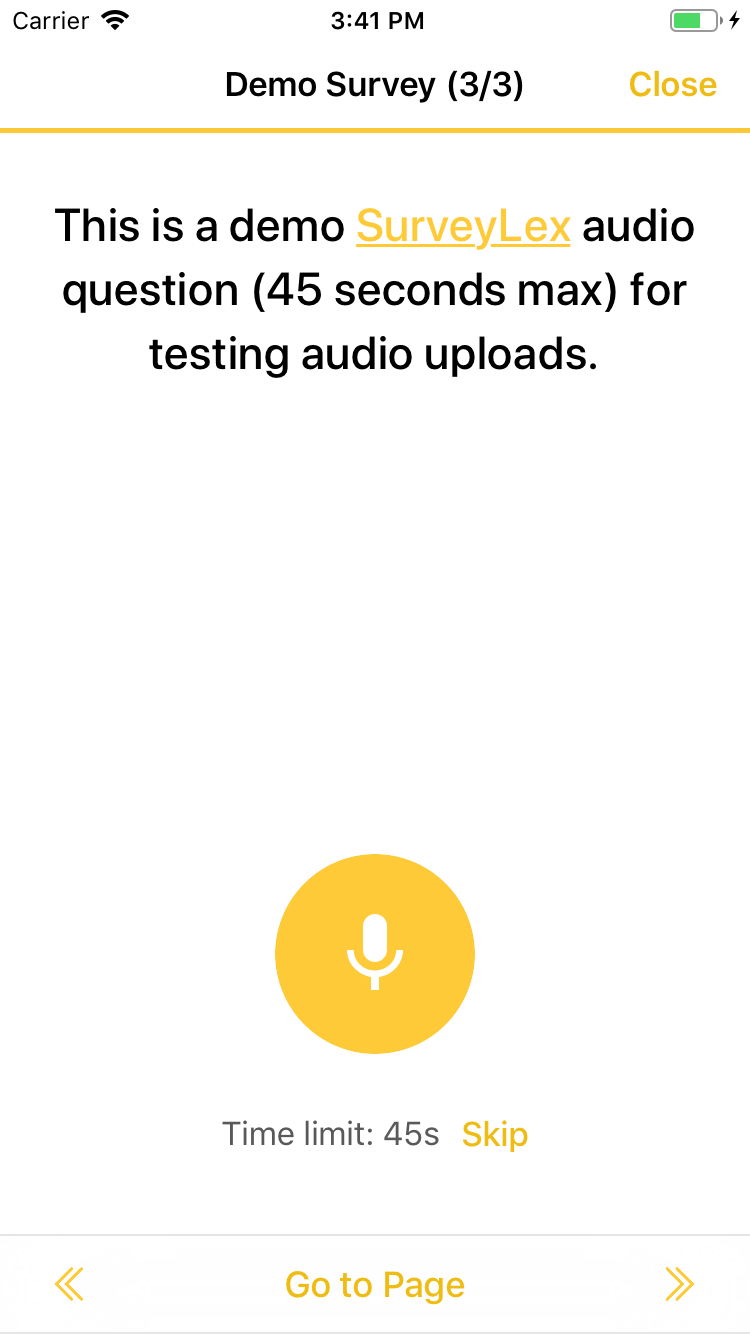 Carrier 3:41 PM
Demo Survey (3/3) Close
This is a demo SurveyLex audio
question (45 seconds max) for
testing audio uploads.
Time limit: 45s Skip
Go to Page